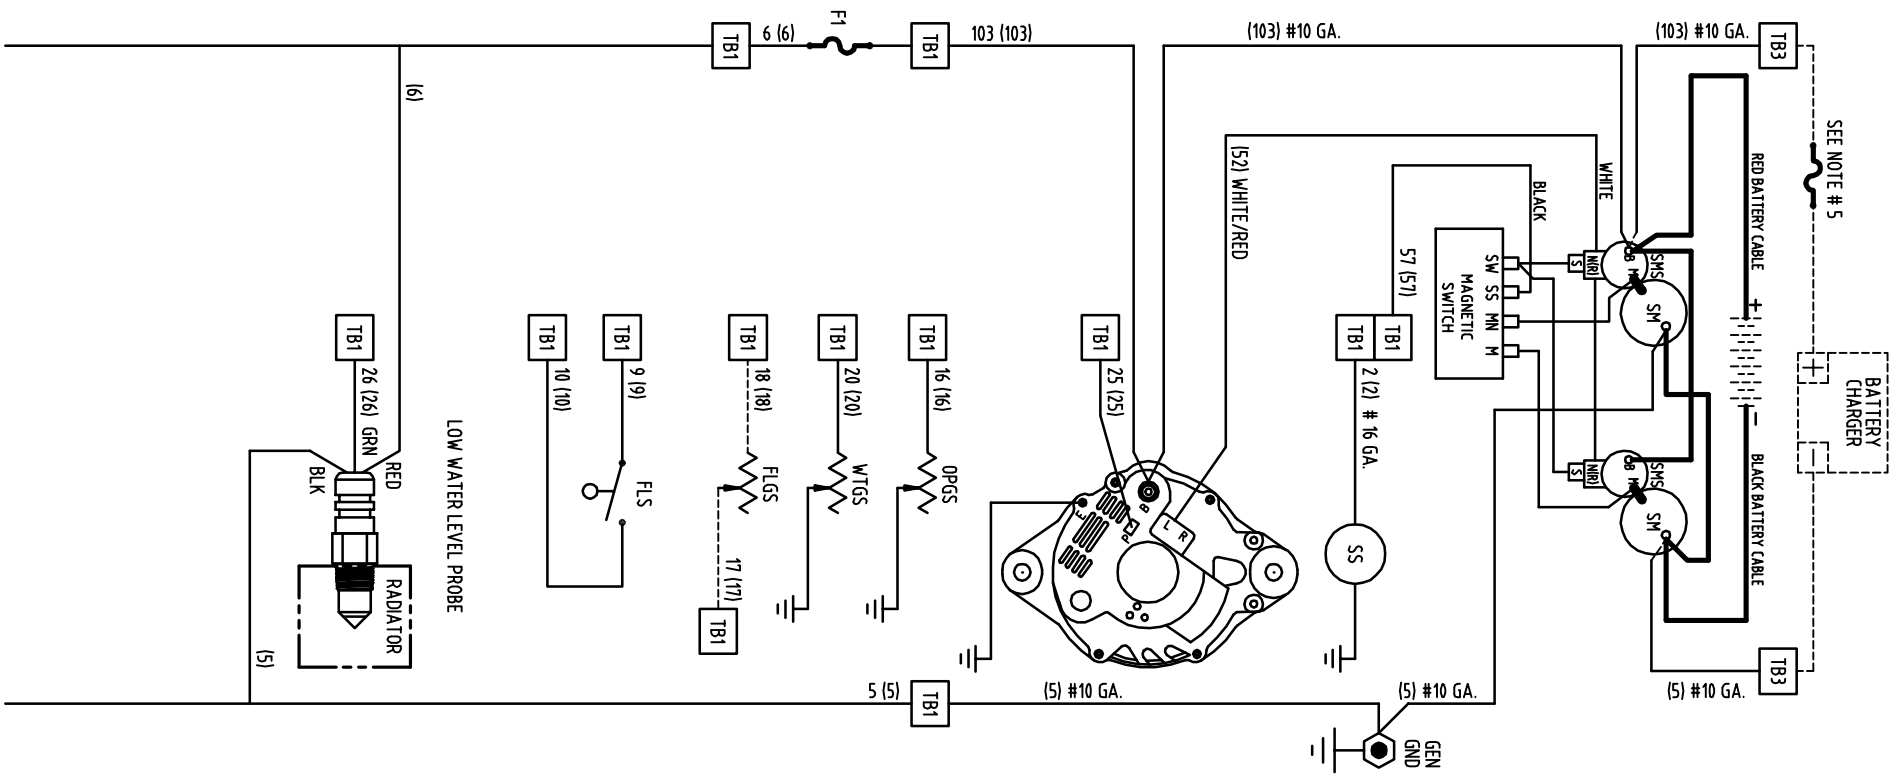 F1
TB1
6 (6)
TB1
103 (103)
(103) #10 GA.
(103) #10 GA.
TB3
SEE NOTE # 5
(6)
RED BATTERY CABLE
WHITE
BLACK
(52) WHITE/RED
57 (57)
SW
SS
MN
M
MAGNETIC
SWITCH
S
N(R)
B
M
SMS
SM
+
−
BATTERY
CHARGER
+
−
S
N(R)
B
M
SMS
SM
BLACK BATTERY CABLE
TB1
TB1
2 (2) # 16 GA.
SS
TB1
25 (25)
TB1
16 (16)
OPGS
TB1
20 (20)
WTGS
TB1
18 (18)
FLGS
17 (17)
TB1
TB1
9 (9)
FLS
TB1
10 (10)
TB1
26 (26) GRN
RED
BLK
LOW WATER LEVEL PROBE
RADIATOR
E
P
B
L
R
(5)
5 (5)
TB1
(5) #10 GA.
(5) #10 GA.
GEN
GND
(5) #10 GA.
TB3